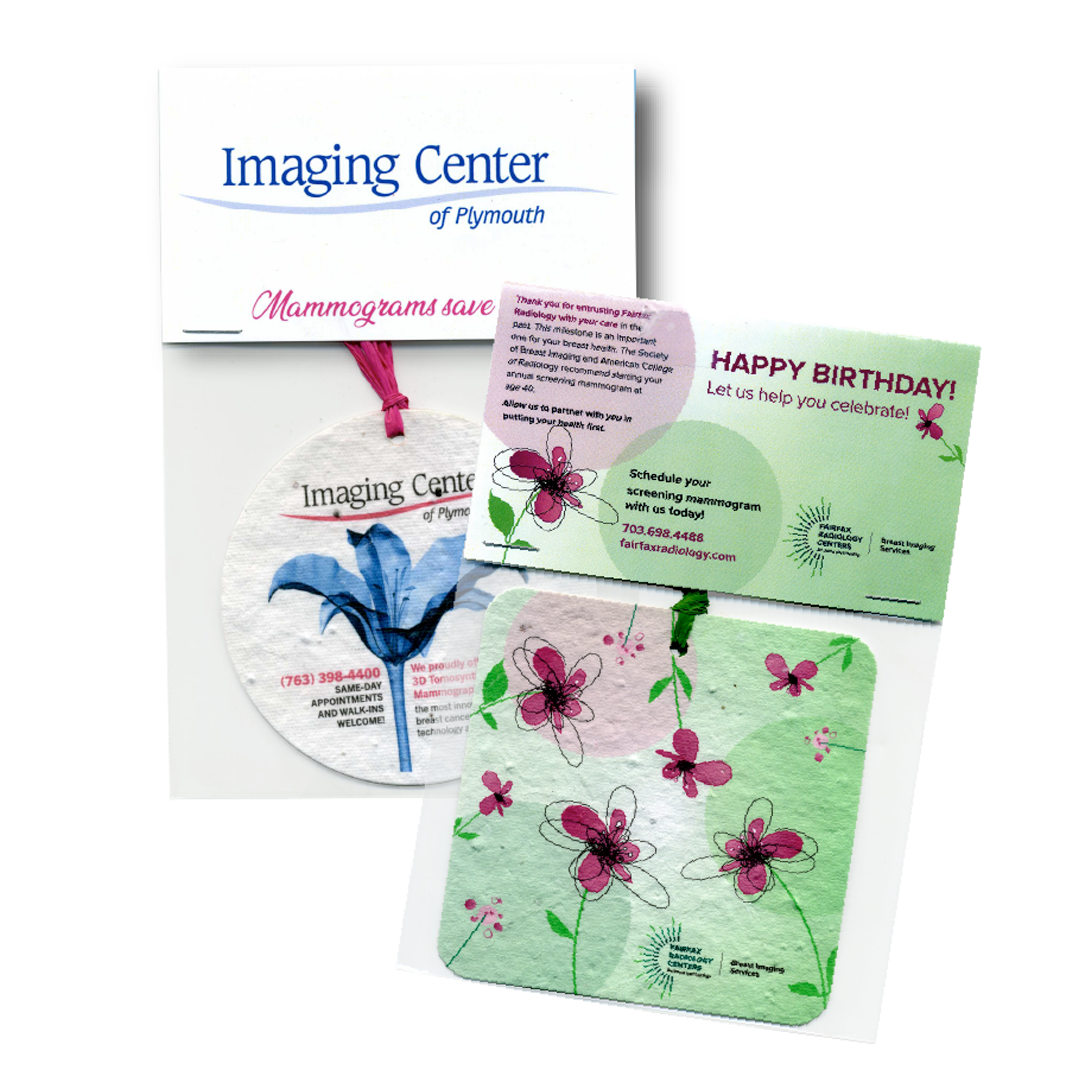 Imaging Center
of Plymouth
Mammograms save
Imaging Cente
of Plymo
(763) 398-4400
SAME-DAY
APPOINTMENTS
AND WALK-INS
WELCOME!
We proudly of
3D Tomosynt
Mammograp
the most inno
breast cance
technology a
Thank you for entrusting Fairfax
Radiology with your care in the
past. This milestone is an important
one for your breast health. The Society
of Breast Imaging and American College
of Radiology recommend starting your
annual screening mammogram at
age 40.
Allow us to partner with you in
putting your health first.
HAPPY BIRTHDAY!
Let us help you celebrate!
Schedule your
screening mammogram
with us today!
703.698.4488
fairfaxradiology.com
FAIRFAX
RADIOLOGY
CENTERS
Breast Imaging
Services
FAIRFAX
RADIOLOGY
CENTERS
Breast Imaging
Services